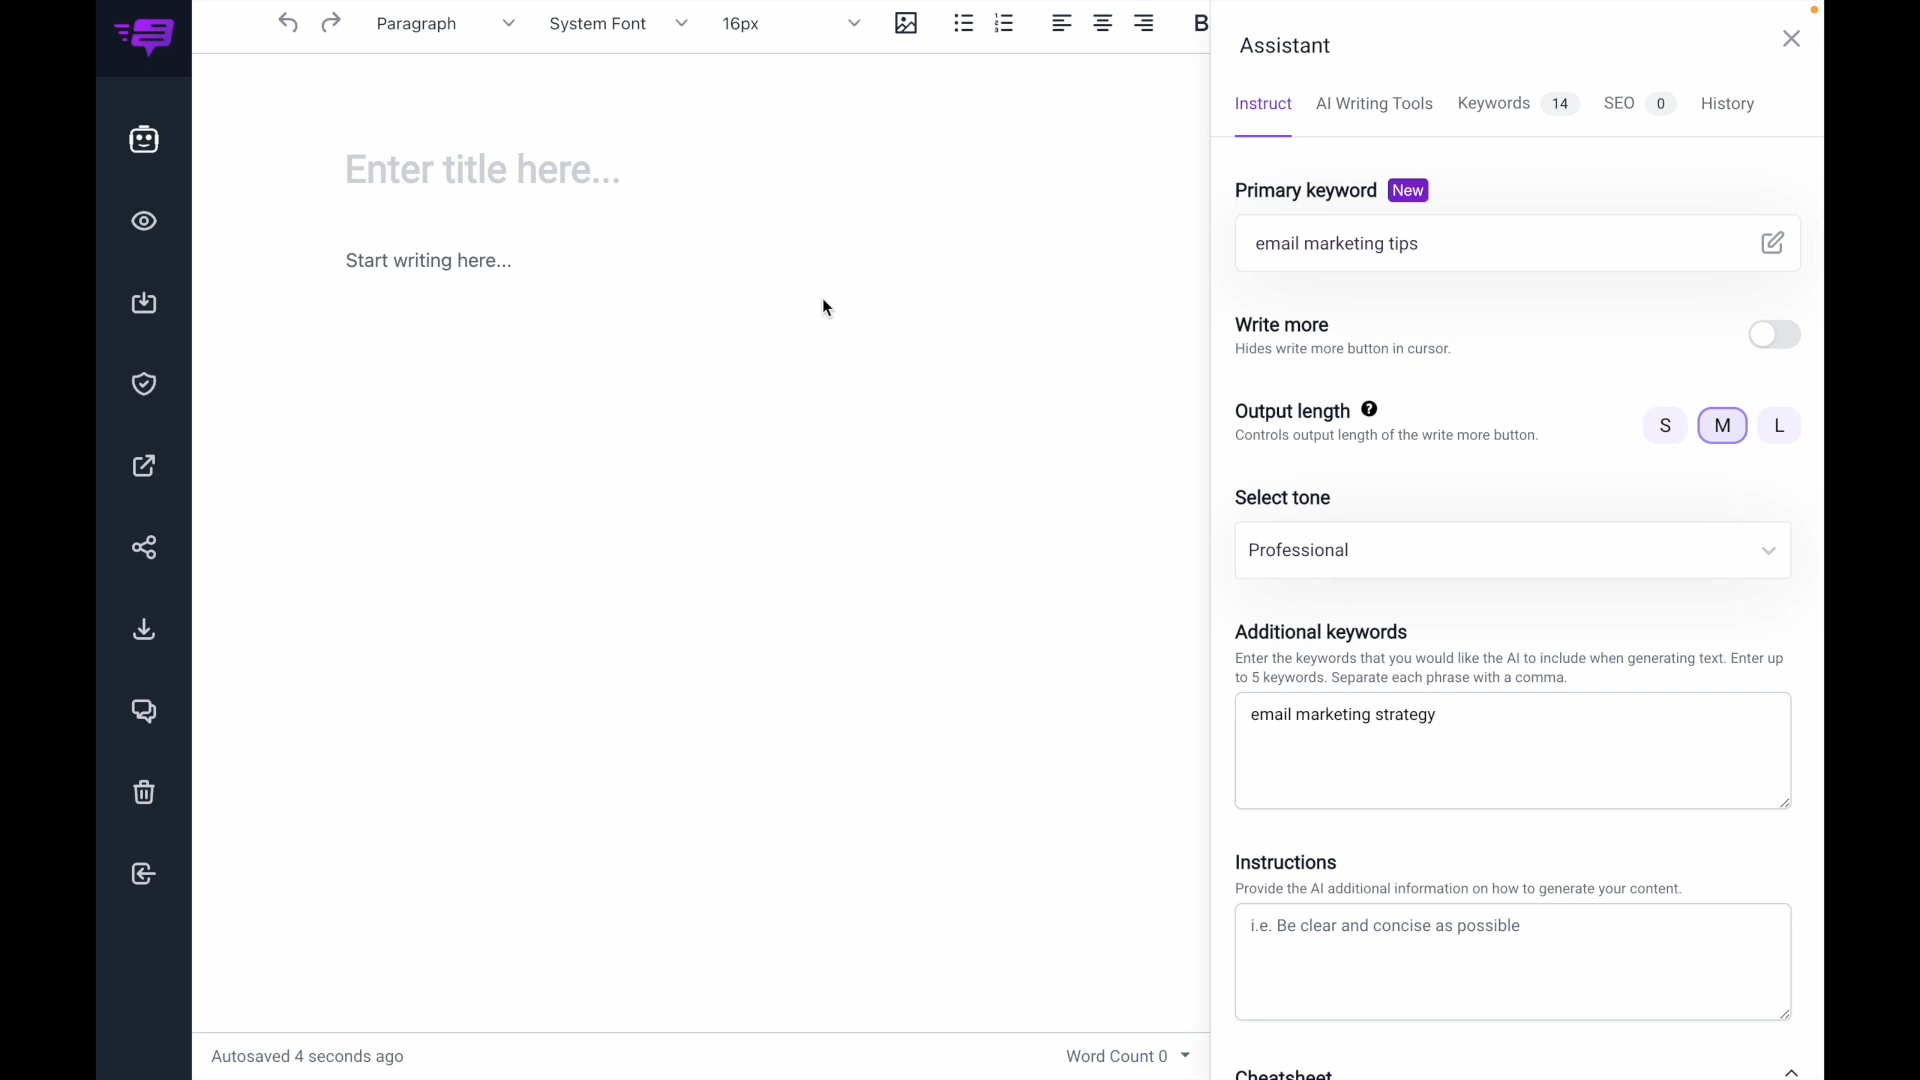 Paragraph
System Font
16px
B
Enter title here...
Start writing here...
Autosaved 4 seconds ago
Word Count 0
Assistant
Instruct
AI Writing Tools
Keywords 14
SEO 0
History
Primary keyword New
email marketing tips
Write more
Hides write more button in cursor.
Output length ?
Controls output length of the write more button.
S M L
Select tone
Professional
Additional keywords
Enter the keywords that you would like the AI to include when generating text. Enter up
to 5 keywords. Separate each phrase with a comma.
email marketing strategy
Instructions
Provide the AI additional information on how to generate your content.
i.e. Be clear and concise as possible
Cheatsheet